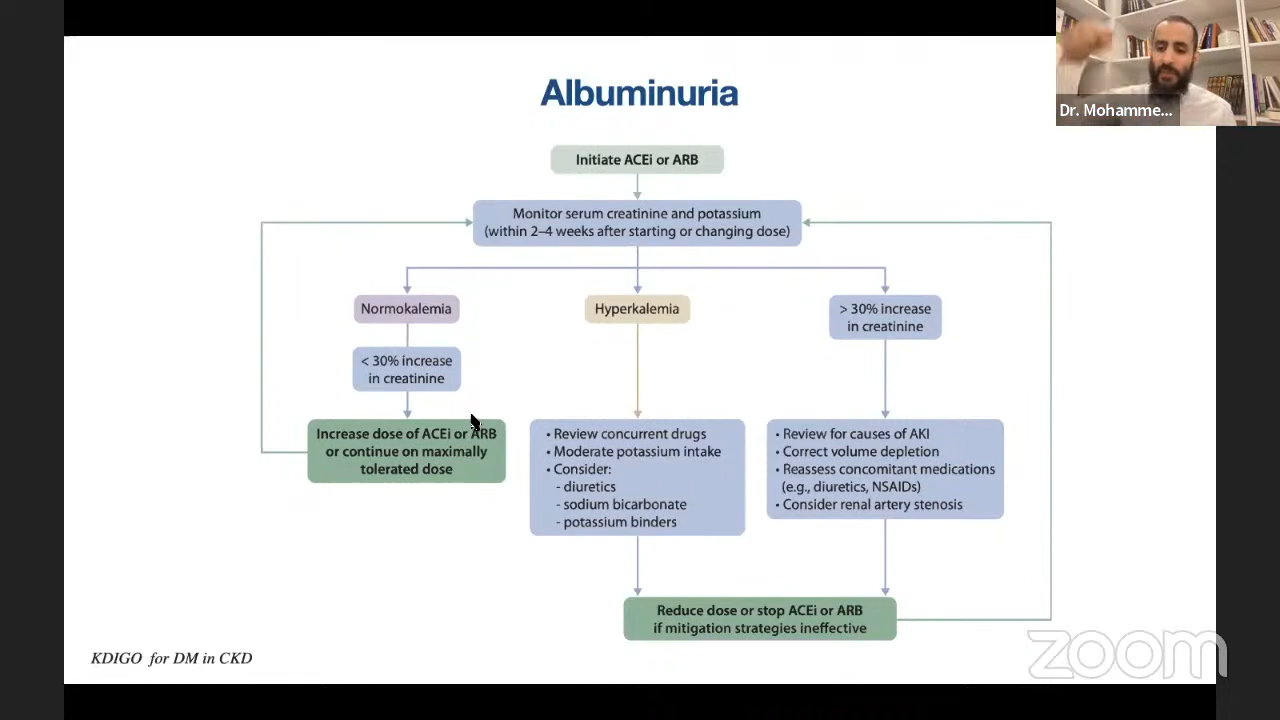 Albuminuria
Dr. Mohamme...
Initiate ACEi or ARB
Monitor serum creatinine and potassium
(within 2–4 weeks after starting or changing dose)
Normokalemia
< 30% increase
in creatinine
Increase dose of ACEi or ARB
or continue on maximally
tolerated dose
Hyperkalemia
• Review concurrent drugs
• Moderate potassium intake
• Consider:
- diuretics
- sodium bicarbonate
- potassium binders
> 30% increase
in creatinine
• Review for causes of AKI
• Correct volume depletion
• Reassess concomitant medications
(e.g., diuretics, NSAIDs)
• Consider renal artery stenosis
Reduce dose or stop ACEi or ARB
if mitigation strategies ineffective
KDIGO for DM in CKD
zoom